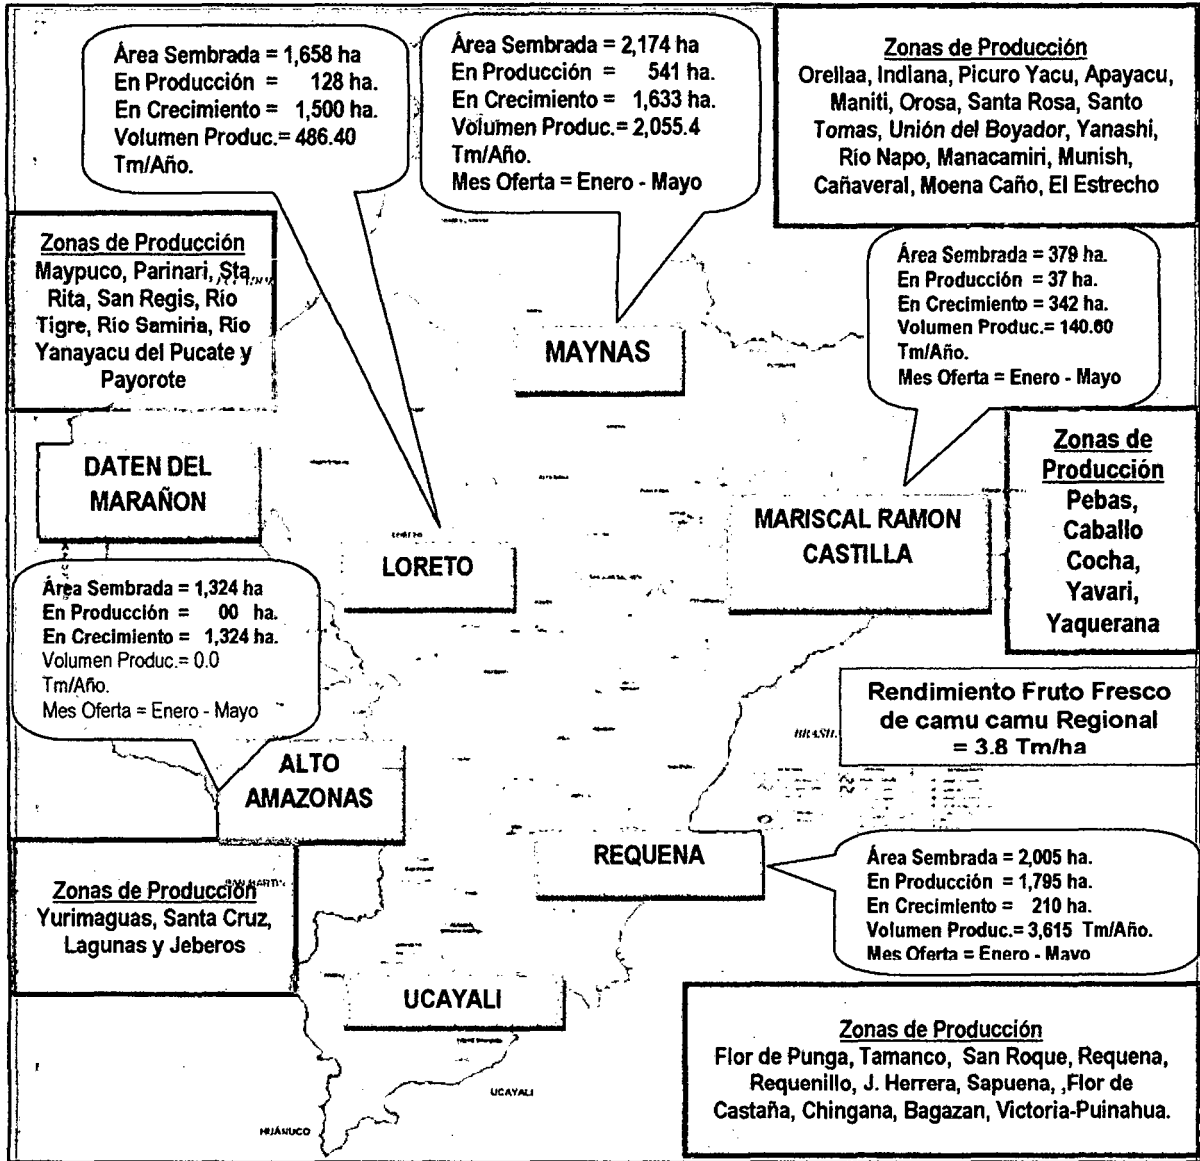 Área Sembrada = 1,658 ha
En Producción = 128 ha.
En Crecimiento = 1,500 ha.
Volumen Produc.= 486.40
Tm/Año.
Área Sembrada = 2,174 ha
En Producción = 541 ha.
En Crecimiento = 1,633 ha.
Volumen Produc.= 2,055.4
Tm/Año.
Mes Oferta = Enero - Mayo
Zonas de Producción
Orellaa, Indiana, Picuro Yacu, Apayacu,
Maniti, Orosa, Santa Rosa, Santo
Tomas, Unión del Boyador, Yanashi,
Río Napo, Manacamiri, Munish,
Cañaveral, Moena Caño, El Estrecho
Zonas de Producción
Maypuco, Parinari, Sta
Rita, San Regis, Río
Tigre, Río Samiria, Río
Yanayacu del Pucate y
Payorote
Área Sembrada = 379 ha.
En Producción = 37 ha.
En Crecimiento = 342 ha.
Volumen Produc.= 140.60
Tm/Año.
Mes Oferta = Enero - Mayo
MAYNAS
Zonas de
Producción
Pebas,
Caballo
Cocha,
Yavari,
Yaquerana
DATEN DEL
MARAÑON
MARISCAL RAMON
CASTILLA
LORETO
Área Sembrada = 1,324 ha
En Producción = 00 ha.
En Crecimiento = 1,324 ha.
Volumen Produc.= 0.0
Tm/Año.
Mes Oferta = Enero - Mayo
Rendimiento Fruto Fresco
de camu camu Regional
= 3.8 Tm/ha
BRASIL
ALTO
AMAZONAS
REQUENA
Área Sembrada = 2,005 ha.
En Producción = 1,795 ha.
En Crecimiento = 210 ha.
Volumen Produc.= 3,615 Tm/Año.
Mes Oferta = Enero - Mayo
Zonas de Producción
SAN MARTIN
Yurimaguas, Santa Cruz,
Lagunas y Jeberos
UCAYALI
Zonas de Producción
Flor de Punga, Tamanco, San Roque, Requena,
Requenillo, J. Herrera, Sapuena, ,Flor de
Castaña, Chingana, Bagazan, Victoria-Puinahua.
UCAYALI
HUÁNUCO